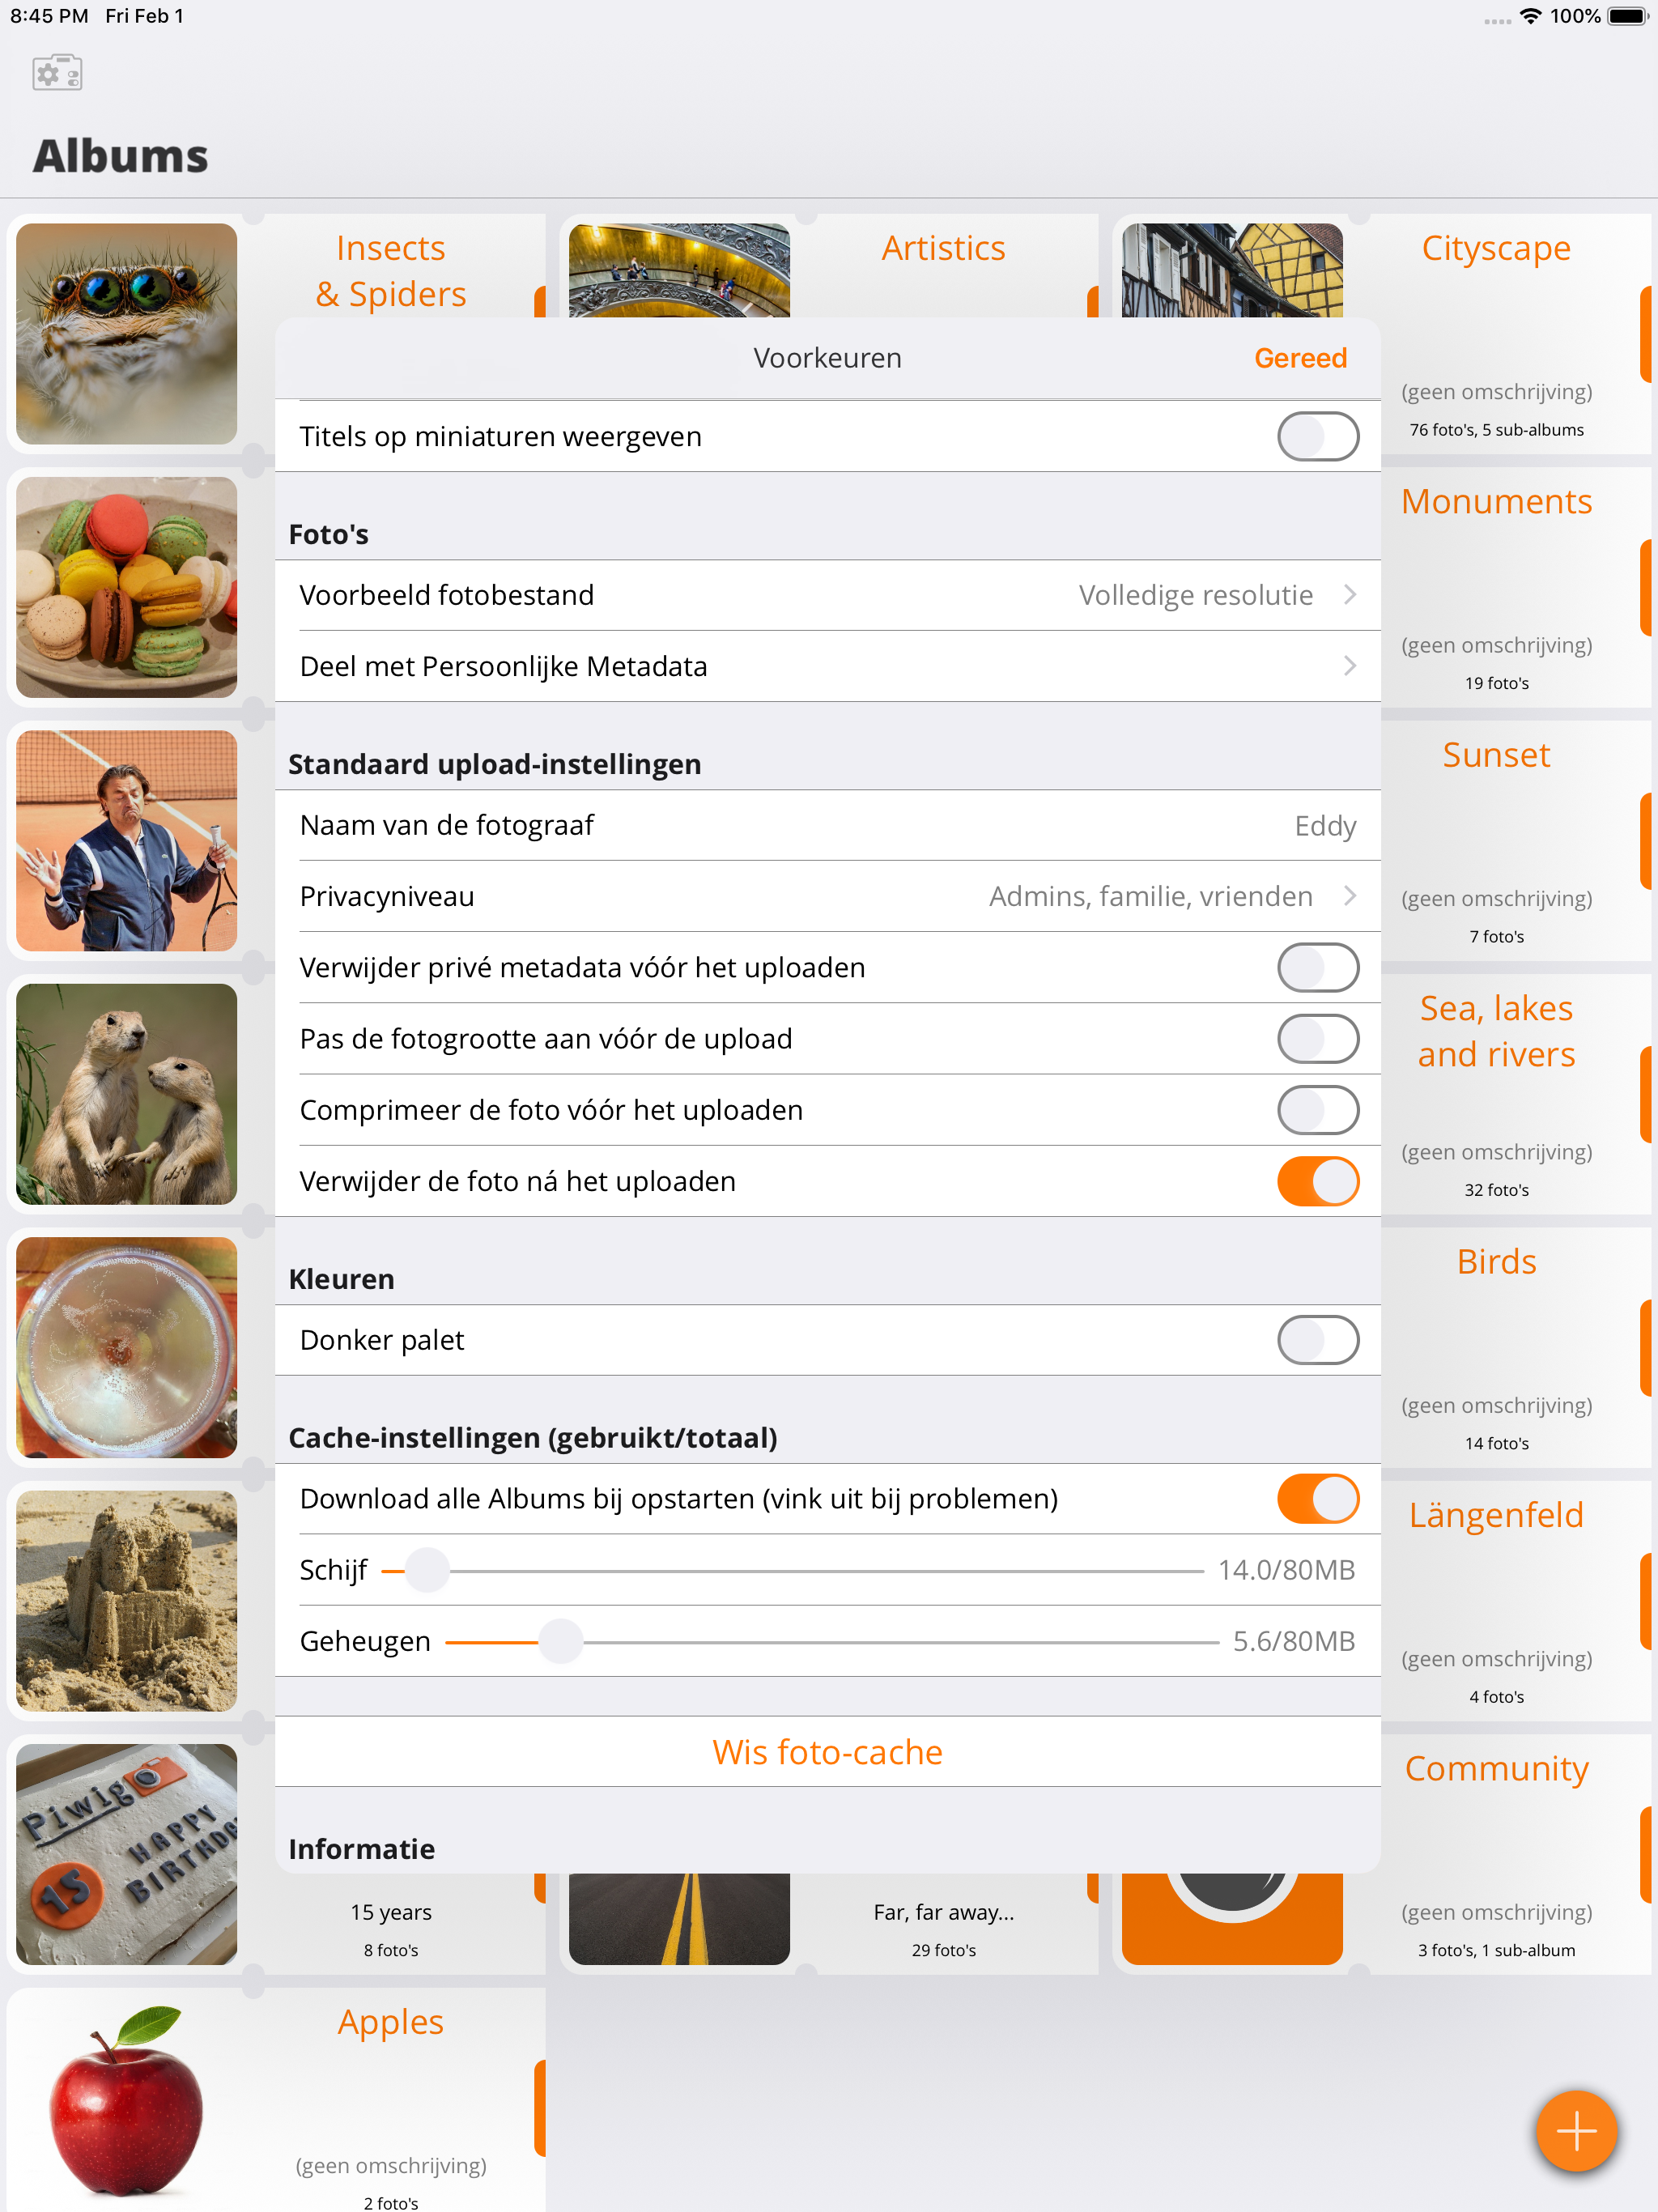 8:45 PM Fri Feb 1
100%
Albums
Insects
& Spiders
Artistics
Cityscape
(geen omschrijving)
76 foto's, 5 sub-albums
Monuments
(geen omschrijving)
19 foto's
Sunset
(geen omschrijving)
7 foto's
Sea, lakes
and rivers
(geen omschrijving)
32 foto's
Birds
(geen omschrijving)
14 foto's
Längenfeld
(geen omschrijving)
4 foto's
Community
(geen omschrijving)
3 foto's, 1 sub-album
Voorkeuren
Gereed
Titels op miniaturen weergeven
Foto's
Voorbeeld fotobestand Volledige resolutie
Deel met Persoonlijke Metadata
Standaard upload-instellingen
Naam van de fotograaf Eddy
Privacyniveau Admins, familie, vrienden
Verwijder privé metadata vóór het uploaden
Pas de fotogrootte aan vóór de upload
Comprimeer de foto vóór het uploaden
Verwijder de foto ná het uploaden
Kleuren
Donker palet
Cache-instellingen (gebruikt/totaal)
Download alle Albums bij opstarten (vink uit bij problemen)
Schijf 14.0/80MB
Geheugen 5.6/80MB
Wis foto-cache
Informatie
Piwig
HAPPY
BIRTHDA
15
15 years
8 foto's
Far, far away...
29 foto's
Apples
(geen omschrijving)
2 foto's